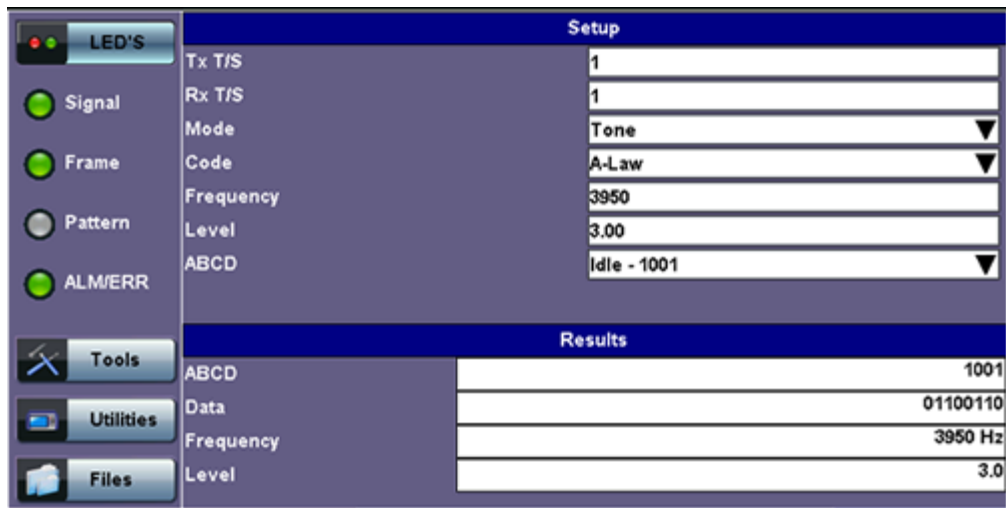 LED'S
Signal
Frame
Pattern
ALM/ERR
Tools
Utilities
Files
Setup
Tx T/S 1
Rx T/S 1
Mode Tone
Code A-Law
Frequency 3950
Level 3.00
ABCD Idle - 1001
Results
ABCD 1001
Data 01100110
Frequency 3950 Hz
Level 3.0